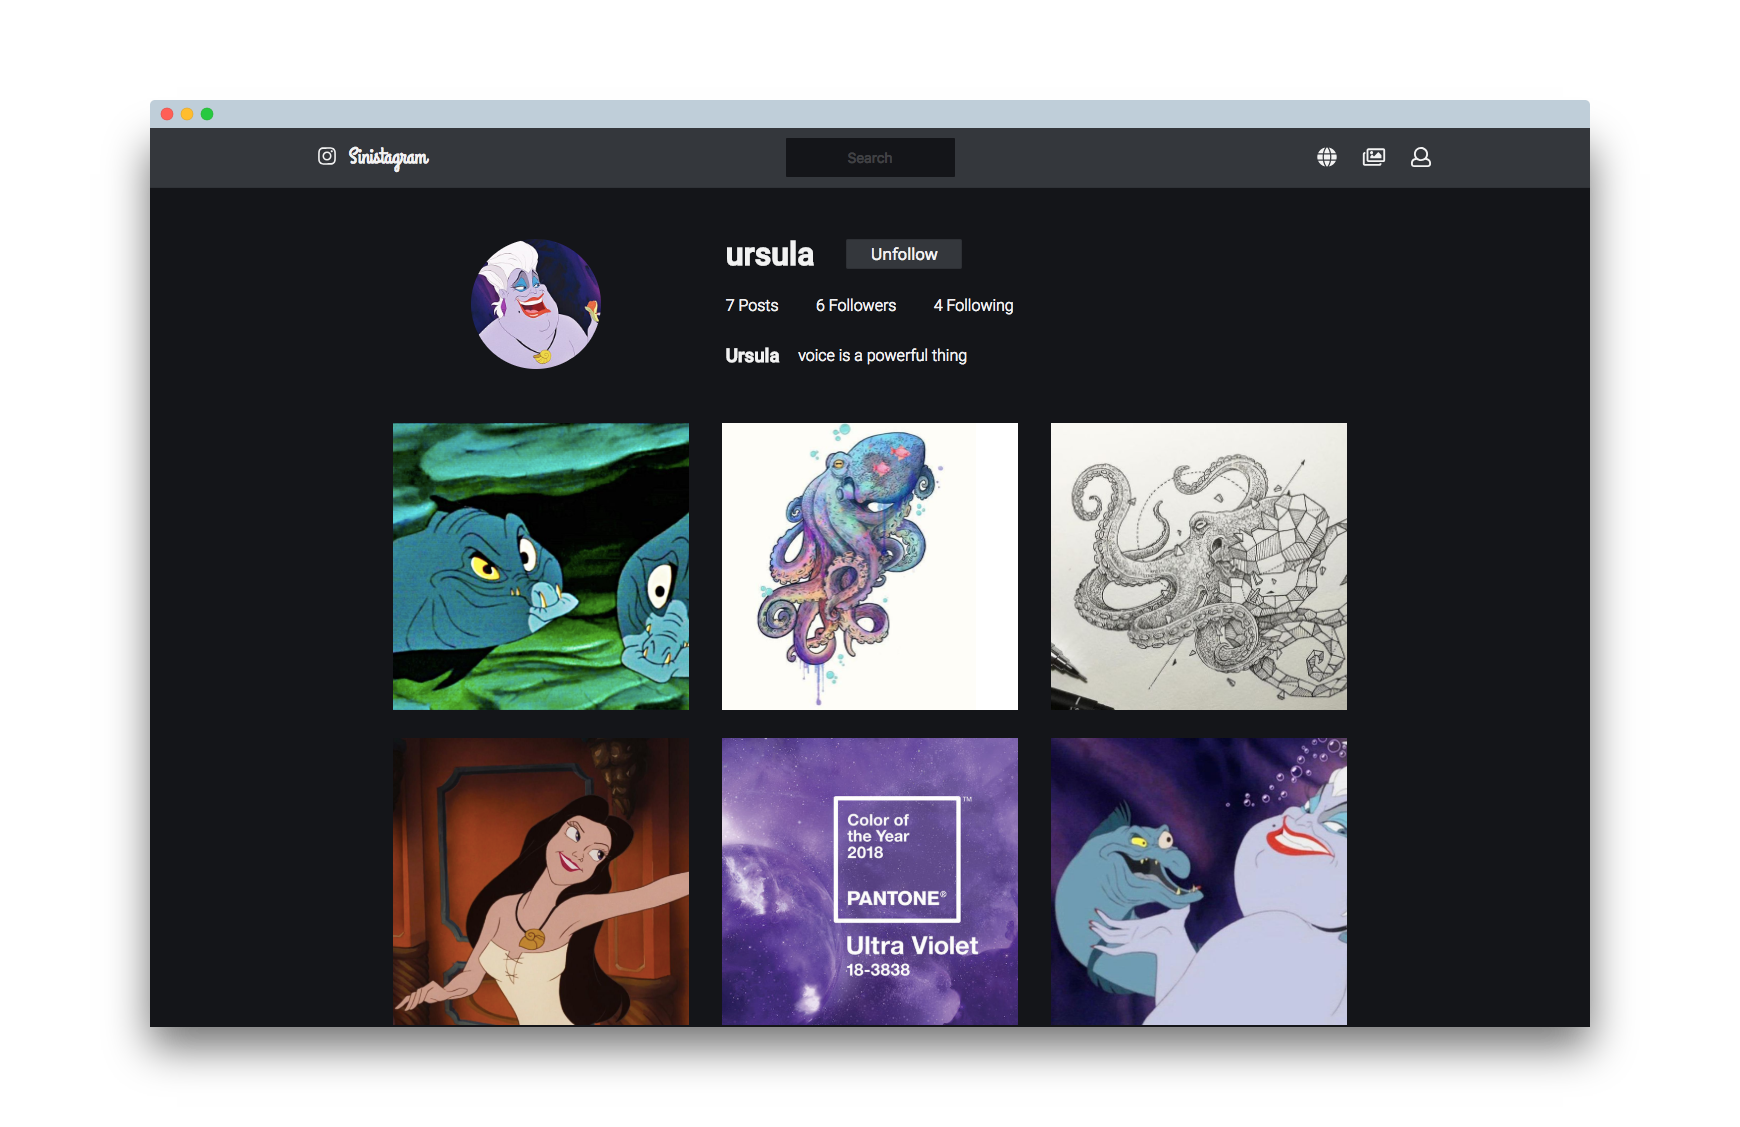 Sinistagram
Search
ursula
Unfollow
7 Posts
6 Followers
4 Following
Ursula
voice is a powerful thing
Color of
the Year
2018
PANTONE®
TM
Ultra Violet
18-3838